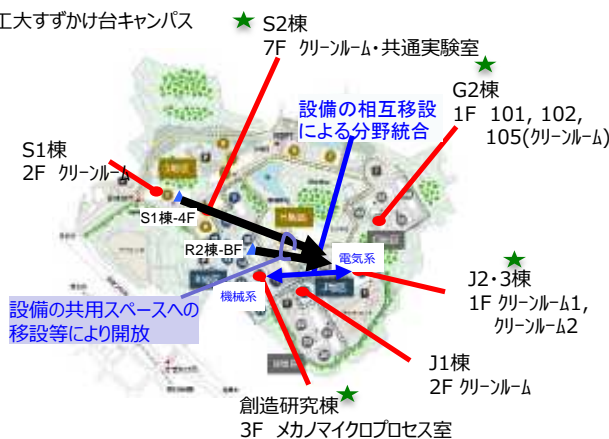 工大すずかけ台キャンパス
S2棟
7F クリーンルーム・共通実験室
G2棟
1F 101, 102,
105(クリーンルーム)
設備の相互移設
による分野統合
S1棟
2F クリーンルーム
S1棟-4F
R2棟-BF
電気系
機械系
J2・3棟
1F クリーンルーム1,
クリーンルーム2
設備の共用スペースへの
移設等により開放
J1棟
2F クリーンルーム
創造研究棟
3F メカノマイクロプロセス室